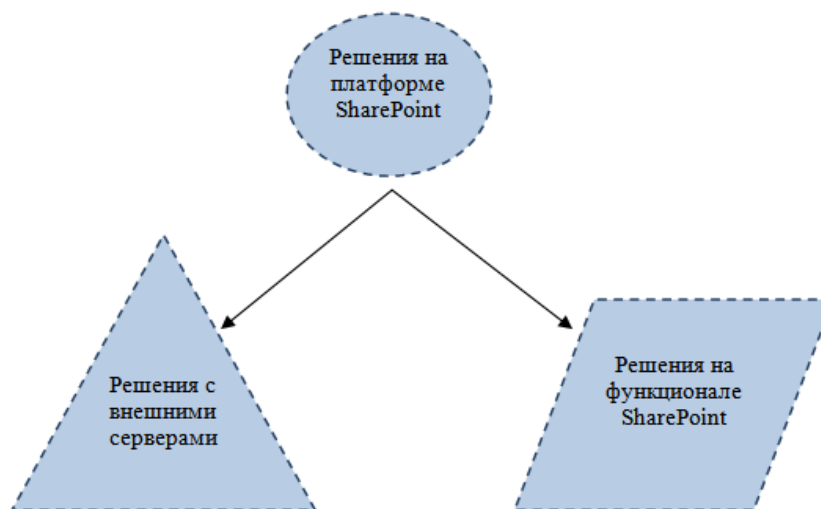 Решения на
платформе
SharePoint
Решения с
внешними
серверами
Решения на
функционале
SharePoint